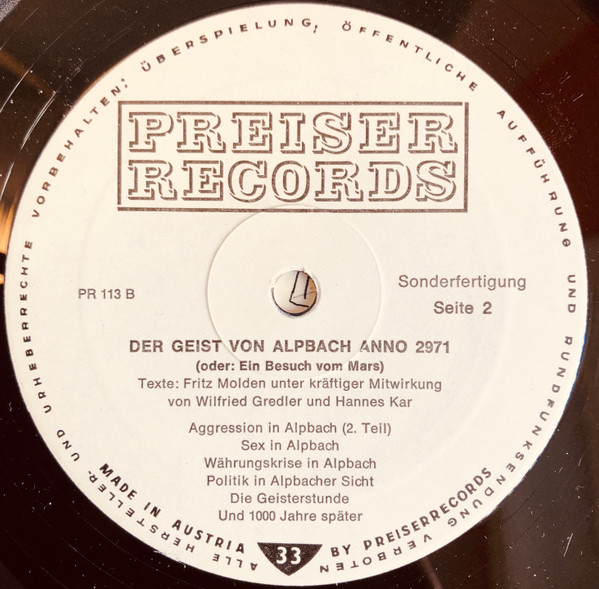 ALLE HERSTELLER- UND URHEBERRECHTE VORBEHALTEN; ÜBERSPIELUNG, ÖFFENTLICHE AUFFÜHRUNG UND RUNDFUNKSENDUNG VERBOTEN
PREISER
RECORDS
PR 113 B
Sonderfertigung
Seite 2
DER GEIST VON ALPBACH ANNO 2971
(oder: Ein Besuch vom Mars)
Texte: Fritz Molden unter kräftiger Mitwirkung
von Wilfried Gredler und Hannes Kar
Aggression in Alpbach (2. Teil)
Sex in Alpbach
Währungskrise in Alpbach
Politik in Alpbacher Sicht
Die Geisterstunde
Und 1000 Jahre später
MADE IN AUSTRIA
33
BY PREISERRECORDS